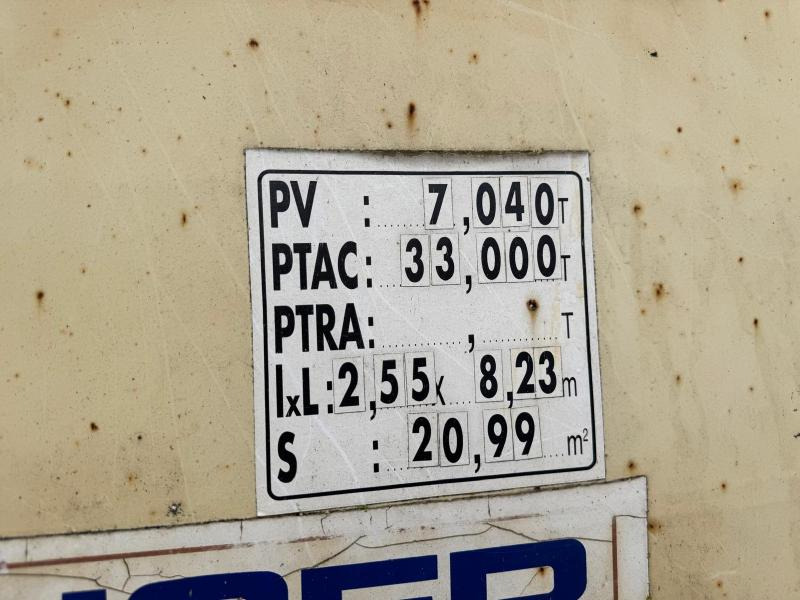 PV : 7,040 T
PTAC : 33,000 T
PTRA : , T
lxL : 2,55 x 8,23 m
S : 20,99 m²